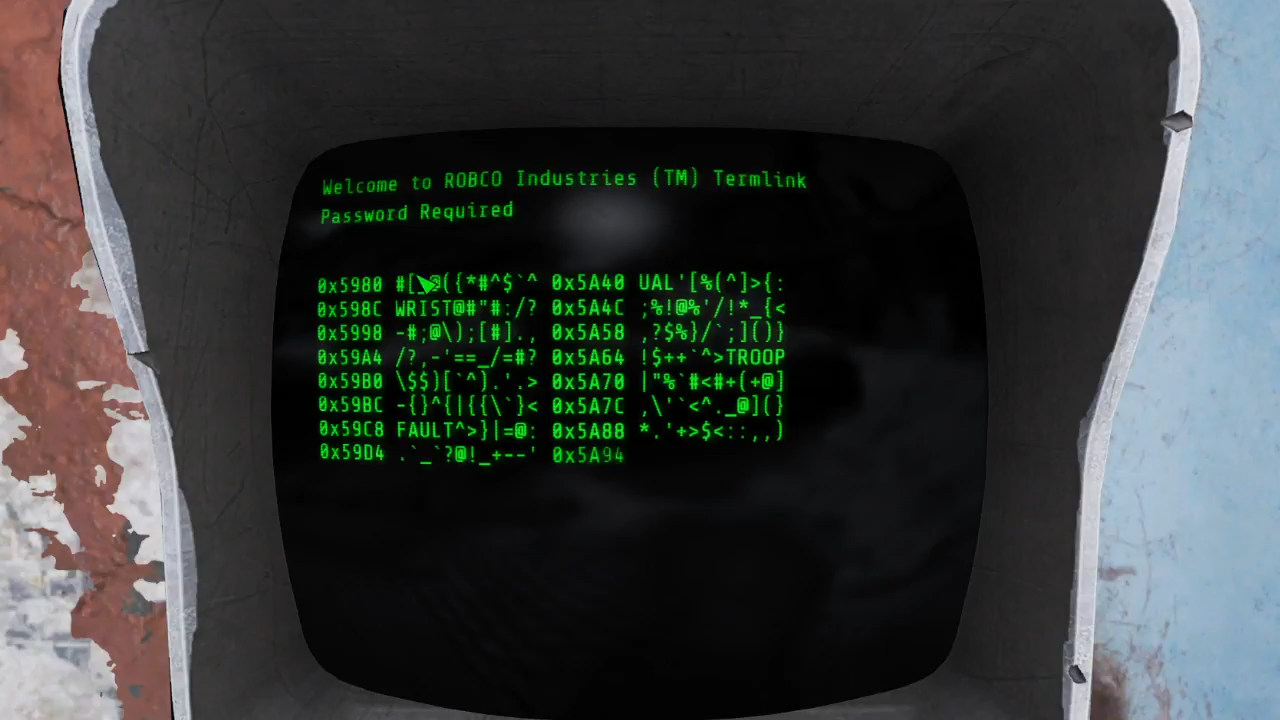 Welcome to ROBCO Industries (TM) Termlink
Password Required
0x5980 #[_@({*#^$`^ 0x5A40 UAL'[%(^]>{:
0x598C WRIST@#"#:/? 0x5A4C ;%!@%'/!*_{<
0x5998 -#;@\);[#]., 0x5A58 ,?$%}/`;]()}
0x59A4 /?,-'==_/=#? 0x5A64 !$++`^>TROOP
0x59B0 \$$)[`^].'.> 0x5A70 |"%`#<#+(+@]
0x59BC -{}^{|{{\`}< 0x5A7C ,\'`<^._@](}
0x59C8 FAULT^>}|=@: 0x5A88 *.'+>$<::,,)
0x59D4 .`_`?@!_+--' 0x5A94